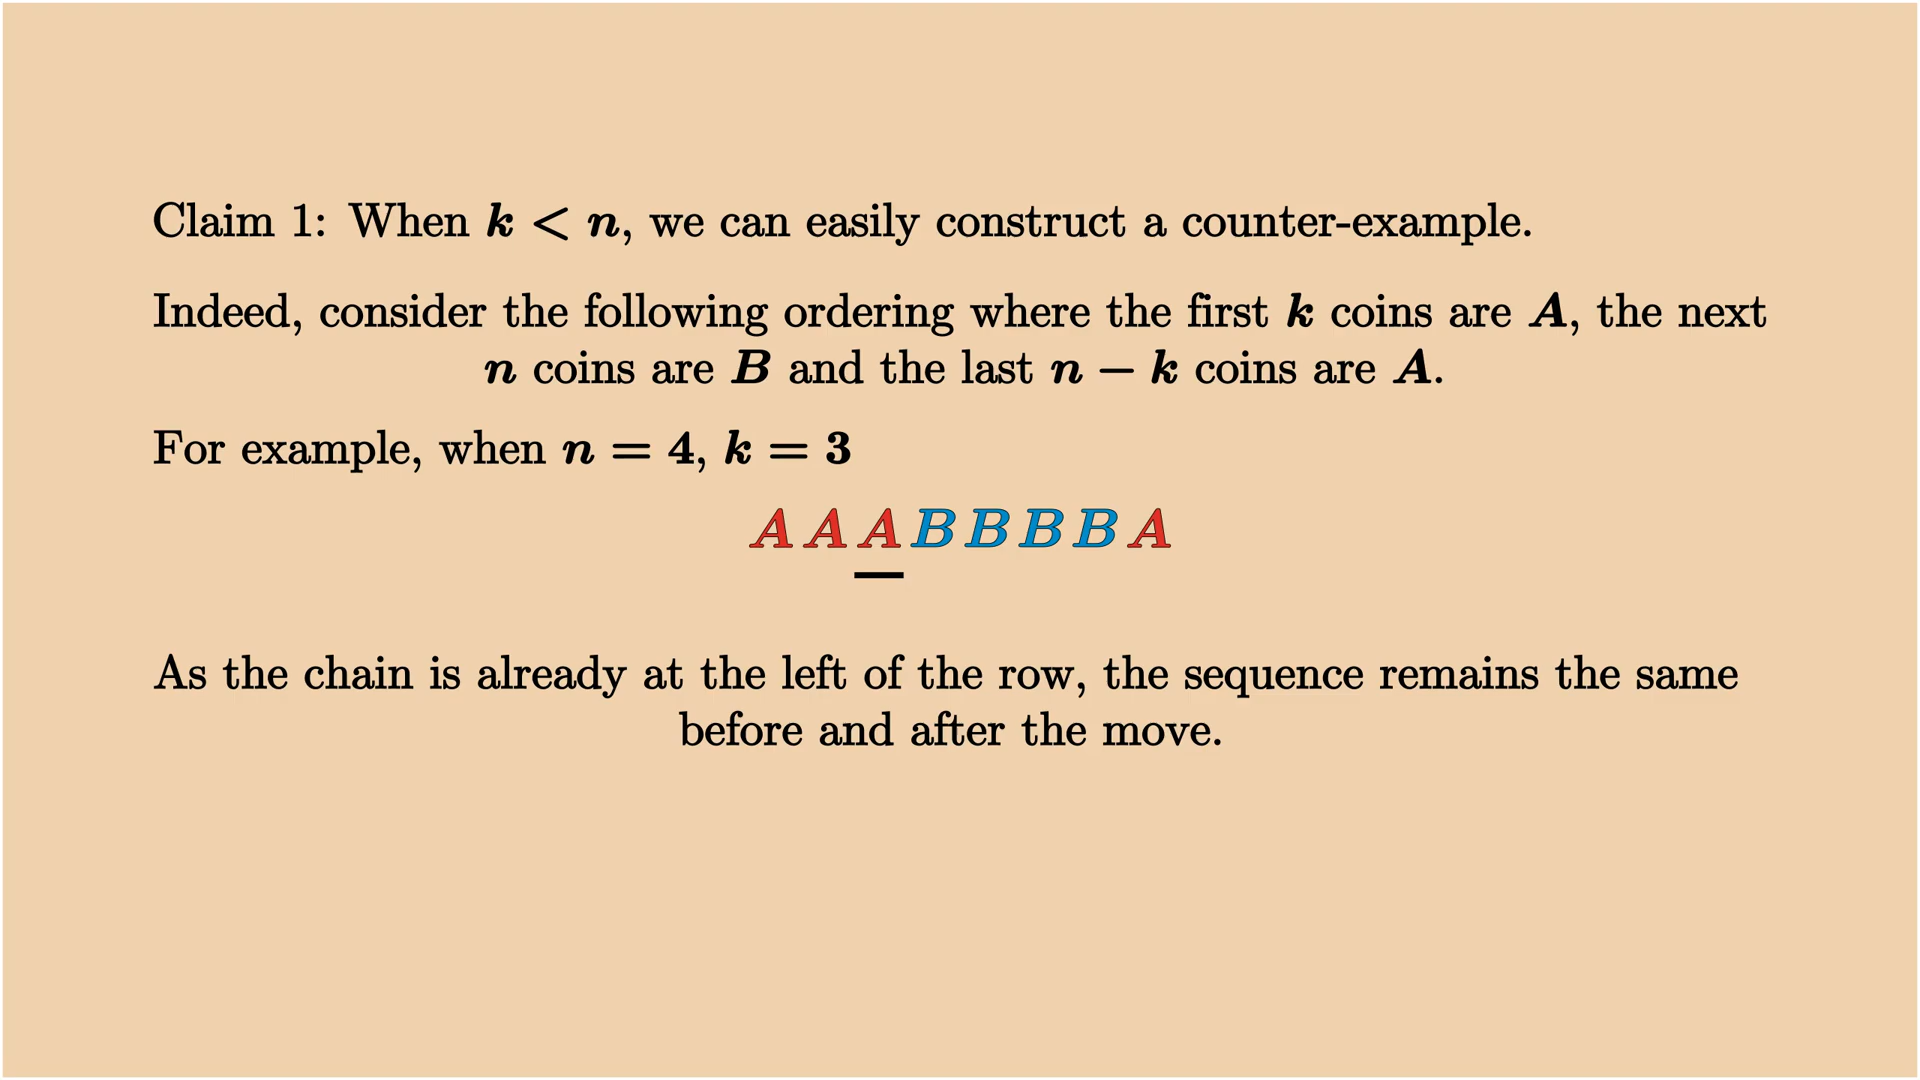 Claim 1: When k < n, we can easily construct a counter-example.
Indeed, consider the following ordering where the first k coins are A, the next
n coins are B and the last n − k coins are A.
For example, when n = 4, k = 3
A A A B B B B A
As the chain is already at the left of the row, the sequence remains the same
before and after the move.